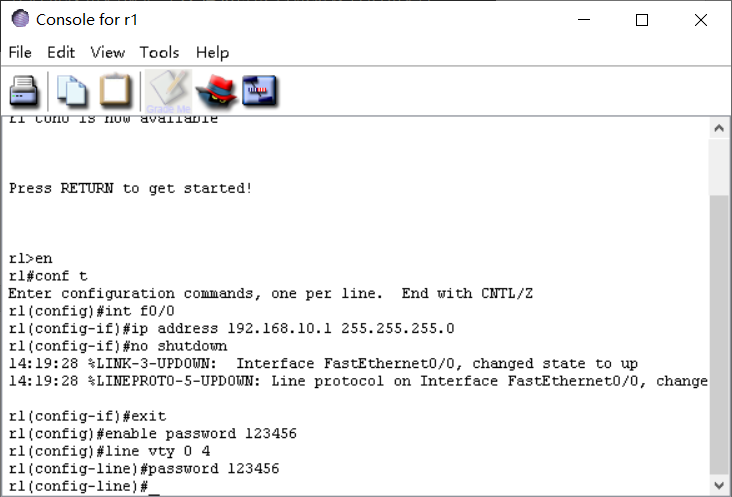 Console for r1
File Edit View Tools Help
Grade Me
r1 con0 is now available
Press RETURN to get started!
r1>en
r1#conf t
Enter configuration commands, one per line.  End with CNTL/Z
r1(config)#int f0/0
r1(config-if)#ip address 192.168.10.1 255.255.255.0
r1(config-if)#no shutdown
14:19:28 %LINK-3-UPDOWN:  Interface FastEthernet0/0, changed state to up
14:19:28 %LINEPROTO-5-UPDOWN: Line protocol on Interface FastEthernet0/0, change
r1(config-if)#exit
r1(config)#enable password 123456
r1(config)#line vty 0 4
r1(config-line)#password 123456
r1(config-line)#_